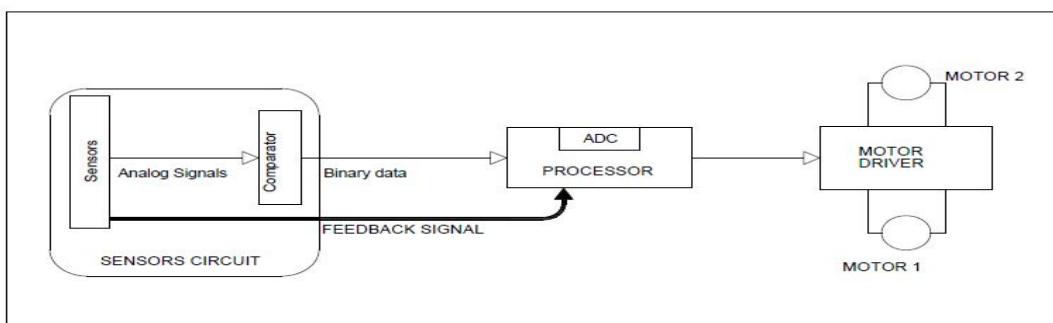 Sensors
Analog Signals
Comparator
Binary data
FEEDBACK SIGNAL
SENSORS CIRCUIT
ADC
PROCESSOR
MOTOR 2
MOTOR
DRIVER
MOTOR 1